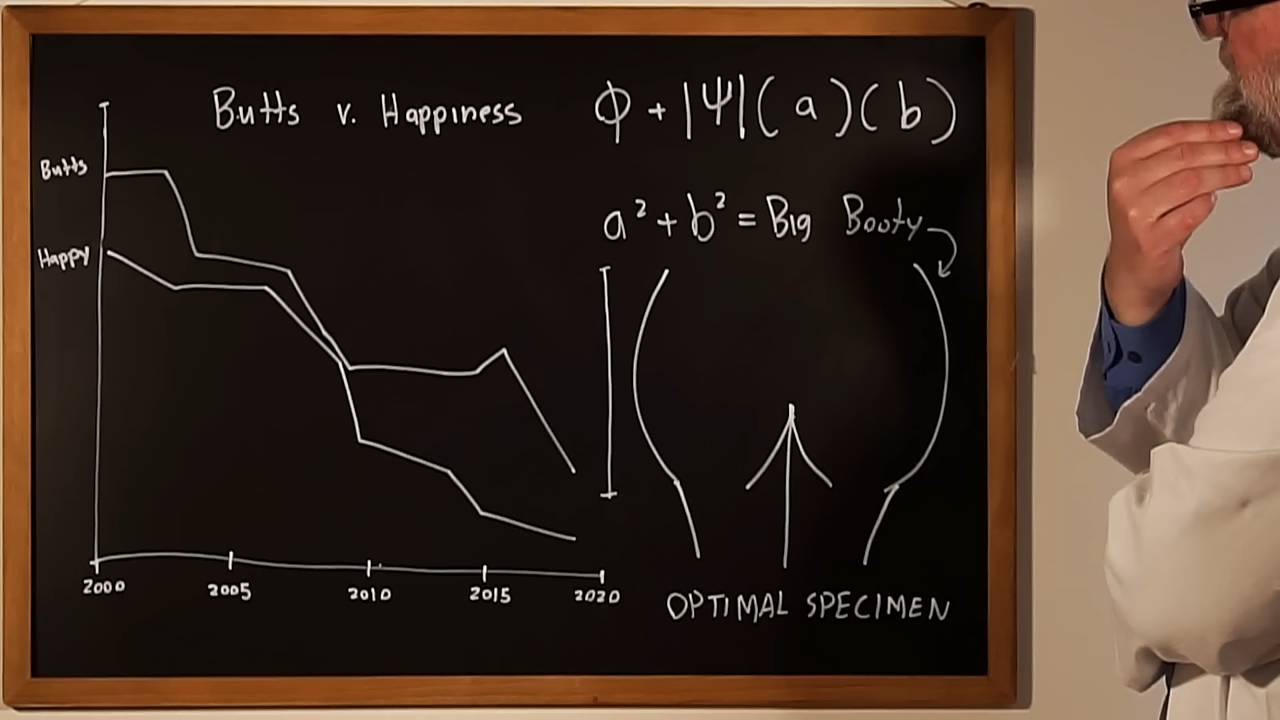 Butts v. Happiness
Butts
Happy
2000 2005 2010 2015 2020
ϕ + |Ψ|(a)(b)
a² + b² = Big Booty
OPTIMAL SPECIMEN